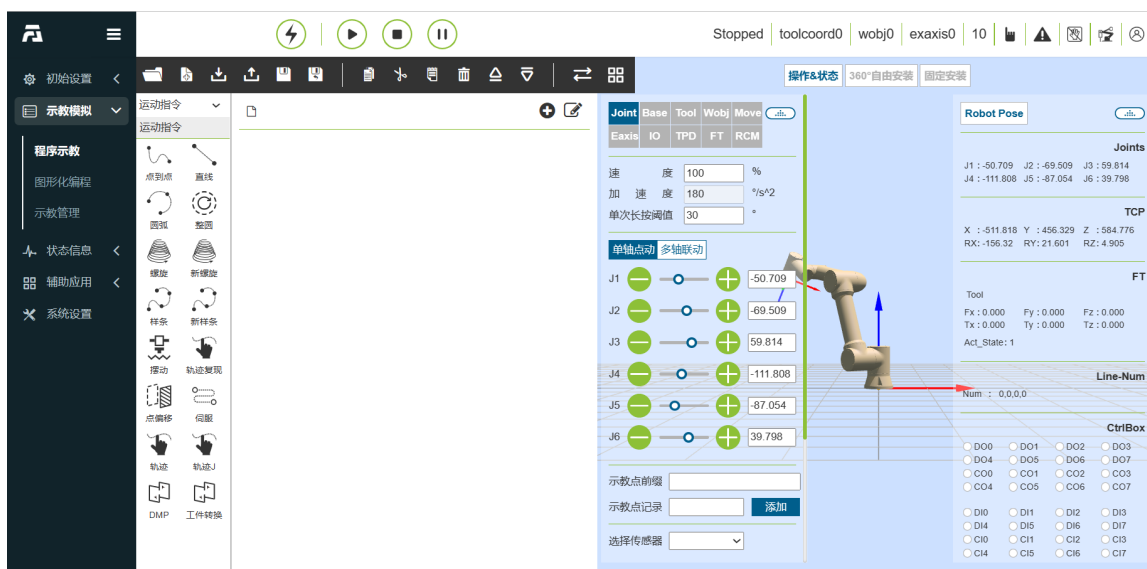 Stopped toolcoord0 wobj0 exaxis0 10
初始设置
示教模拟
程序示教
图形化编程
示教管理
状态信息
辅助应用
系统设置
运动指令
运动指令
点到点 直线
圆弧 整圆
螺旋 新螺旋
样条 新样条
摆动 轨迹复现
点偏移 伺服
轨迹 轨迹J
DMP 工件转换
操作&状态 360°自由安装 固定安装
Joint Base Tool Wobj Move
Eaxis IO TPD FT RCM
速度 100 %
加速度 180 °/s^2
单次长按阈值 30 °
单轴点动 多轴联动
J1 -50.709
J2 -69.509
J3 59.814
J4 -111.808
J5 -87.054
J6 39.798
示教点前缀
示教点记录 添加
选择传感器
Robot Pose
Joints
J1 : -50.709 J2 : -69.509 J3 : 59.814
J4 : -111.808 J5 : -87.054 J6 : 39.798
TCP
X : -511.818 Y : 456.329 Z : 584.776
RX: -156.32 RY: 21.601 RZ: 4.905
FT
Tool
Fx : 0.000 Fy : 0.000 Fz : 0.000
Tx : 0.000 Ty : 0.000 Tz : 0.000
Act_State: 1
Line-Num
Num : 0,0,0,0
CtrlBox
DO0 DO1 DO2 DO3
DO4 DO5 DO6 DO7
CO0 CO1 CO2 CO3
CO4 CO5 CO6 CO7
DI0 DI1 DI2 DI3
DI4 DI5 DI6 DI7
CI0 CI1 CI2 CI3
CI4 CI5 CI6 CI7